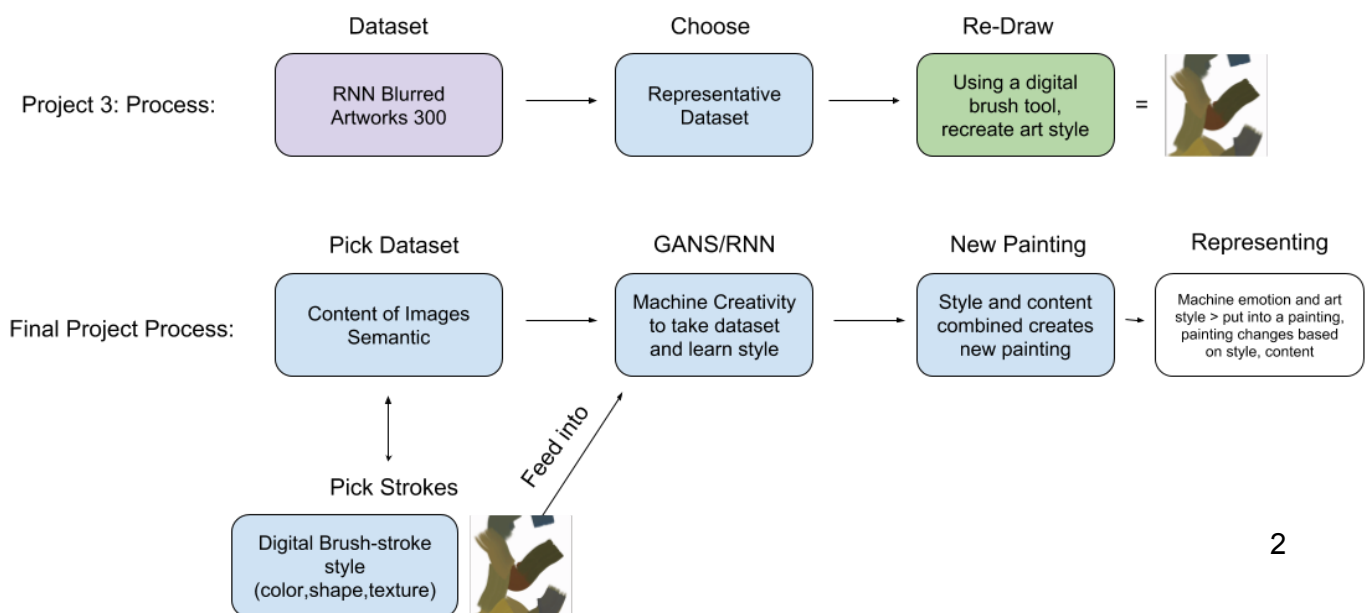 Dataset
Choose
Re-Draw
Project 3: Process:
RNN Blurred
Artworks 300
Representative
Dataset
Using a digital
brush tool,
recreate art style
=
Pick Dataset
GANS/RNN
New Painting
Representing
Final Project Process:
Content of Images
Semantic
Machine Creativity
to take dataset
and learn style
Style and content
combined creates
new painting
Machine emotion and art
style > put into a painting,
painting changes based
on style, content
Feed into
Pick Strokes
Digital Brush-stroke
style
(color,shape,texture)
2